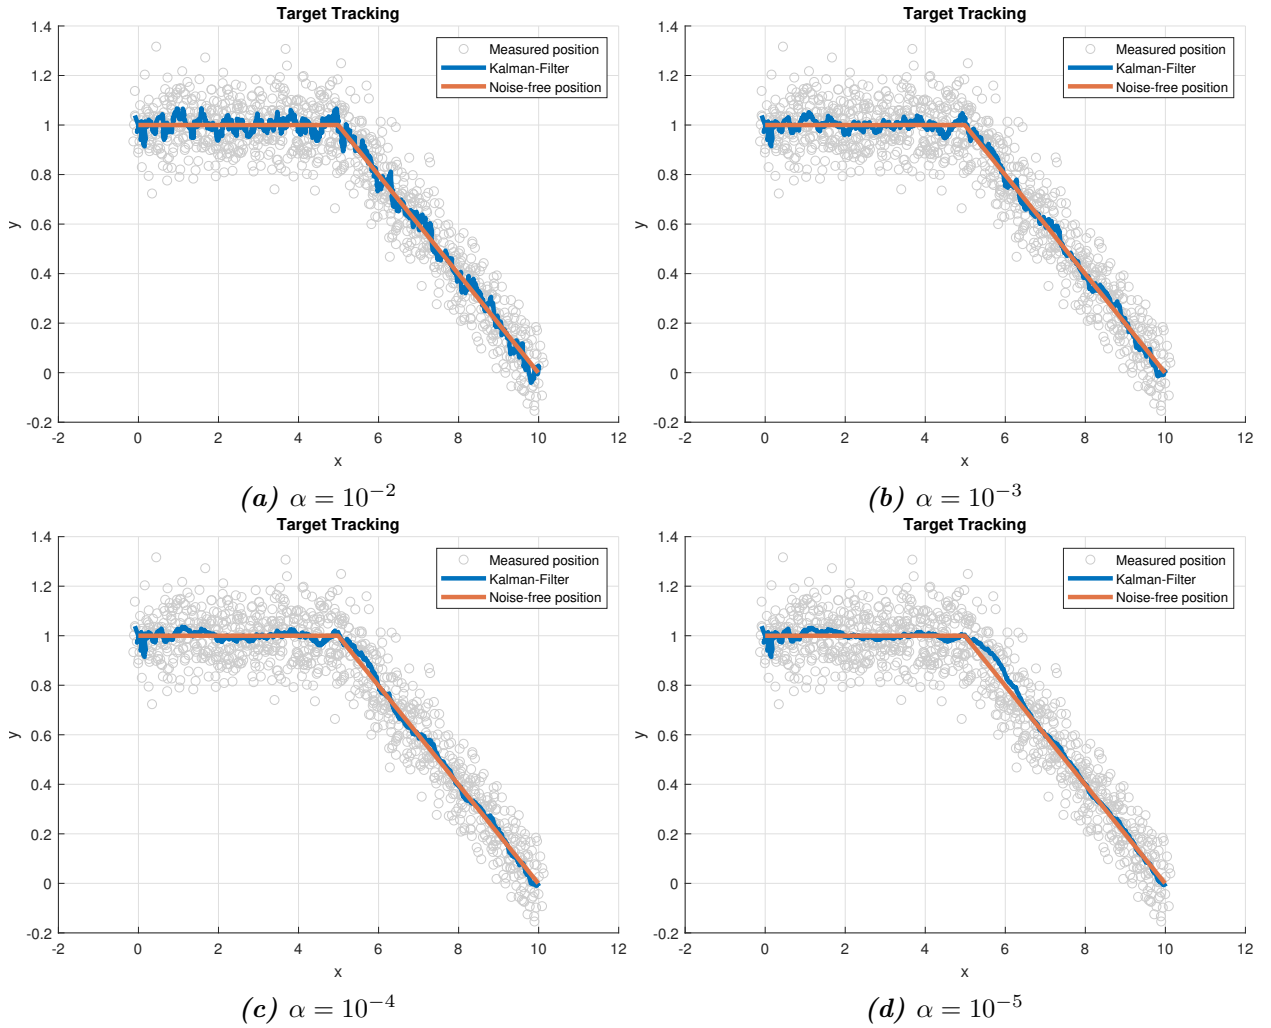 Target Tracking
1.4
1.2
1
0.8
0.6
0.4
0.2
0
-0.2
y
-2 0 2 4 6 8 10 12
x
Measured position
Kalman-Filter
Noise-free position
(a) α = 10⁻²
Target Tracking
1.4
1.2
1
0.8
0.6
0.4
0.2
0
-0.2
y
-2 0 2 4 6 8 10 12
x
Measured position
Kalman-Filter
Noise-free position
(b) α = 10⁻³
Target Tracking
1.4
1.2
1
0.8
0.6
0.4
0.2
0
-0.2
y
-2 0 2 4 6 8 10 12
x
Measured position
Kalman-Filter
Noise-free position
(c) α = 10⁻⁴
Target Tracking
1.4
1.2
1
0.8
0.6
0.4
0.2
0
-0.2
y
-2 0 2 4 6 8 10 12
x
Measured position
Kalman-Filter
Noise-free position
(d) α = 10⁻⁵